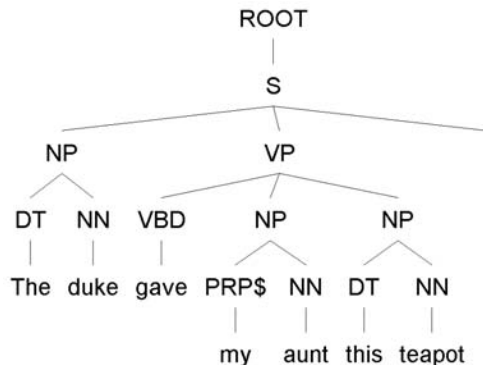 ROOT
S
NP VP
DT NN VBD NP NP
The duke gave PRP$ NN DT NN
my aunt this teapot